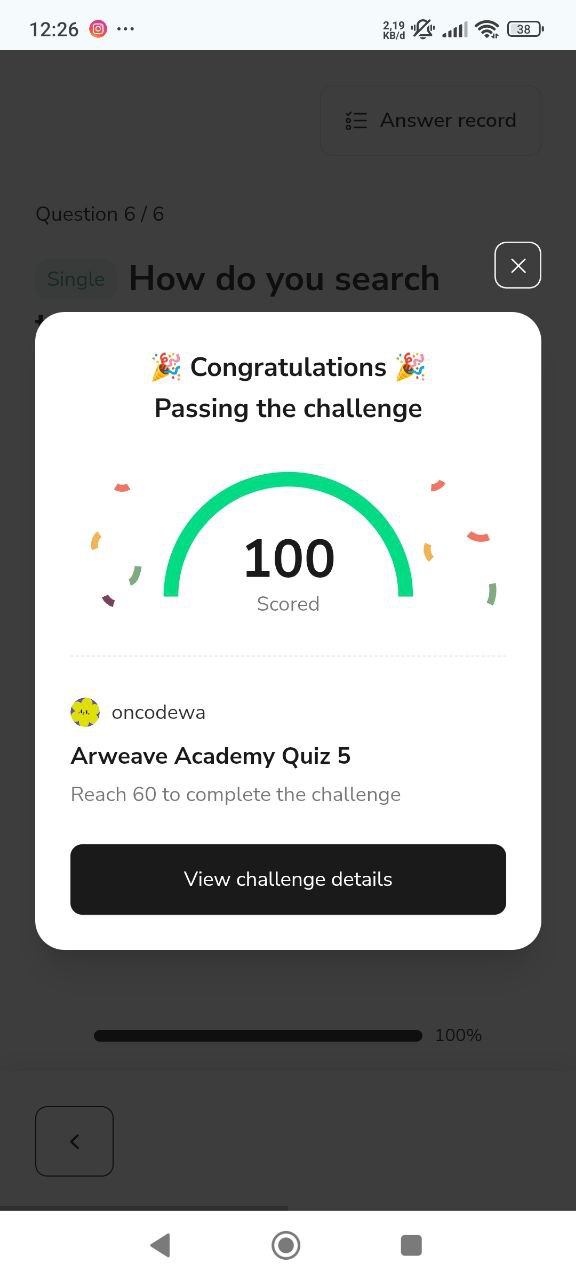 12:26
2,19
KB/d
38
Answer record
Question 6 / 6
Single How do you search
🎉 Congratulations 🎉
Passing the challenge
100
Scored
oncodewa
Arweave Academy Quiz 5
Reach 60 to complete the challenge
View challenge details
100%